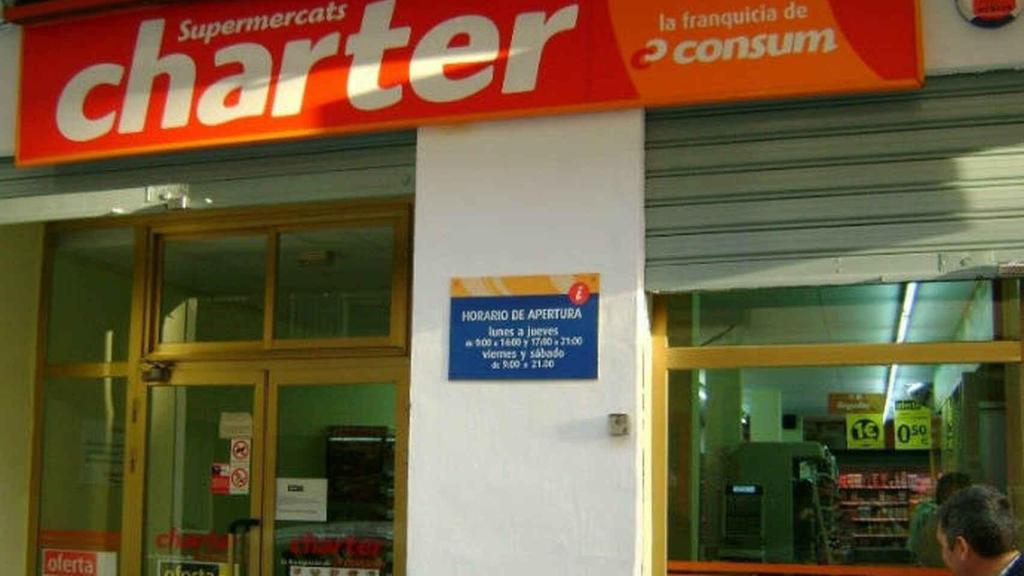 Supermercats
charter
la franquicia de
consum
i
HORARIO DE APERTURA
lunes a jueves
de 9:00 a 14:00 y 17:00 a 21:00
viernes y sábado
de 9:00 a 21:00
1€
0'50
charter
charter
oferta
oferta